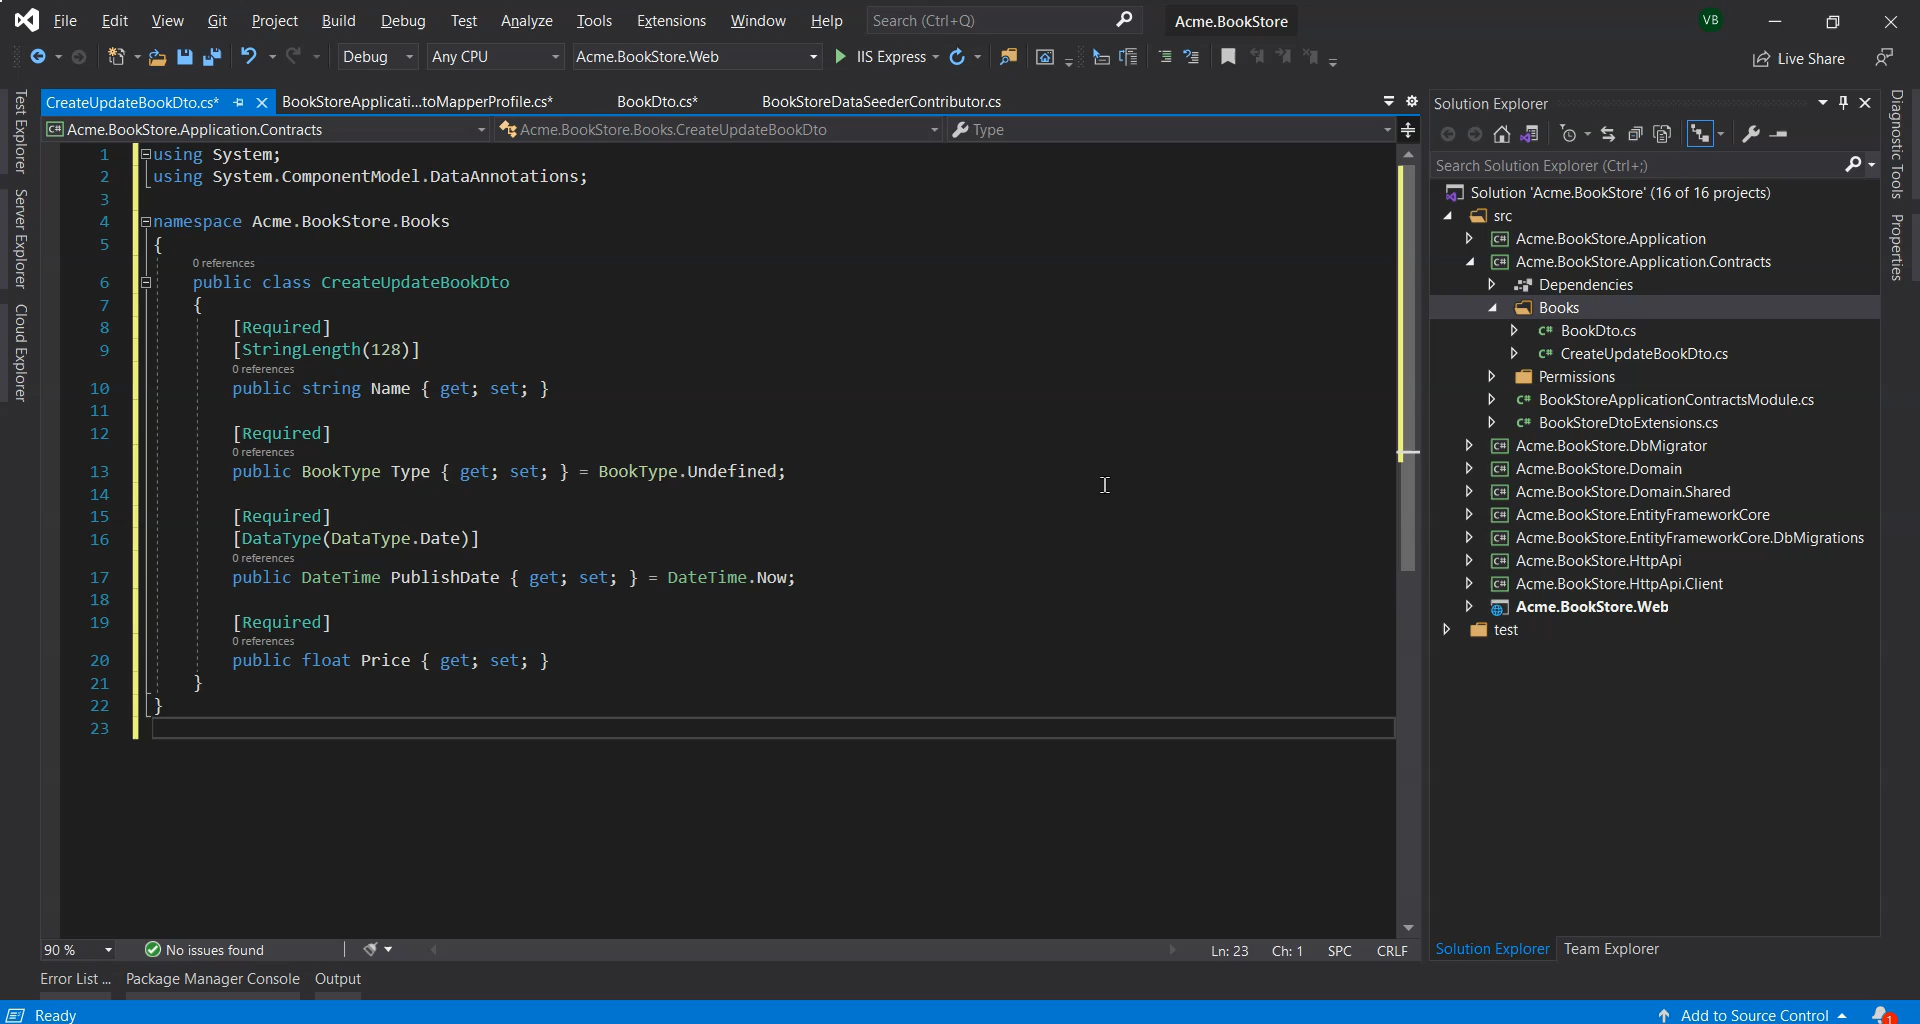 File Edit View Git Project Build Debug Test Analyze Tools Extensions Window Help Search (Ctrl+Q) Acme.BookStore VB
Debug Any CPU Acme.BookStore.Web IIS Express Live Share
CreateUpdateBookDto.cs* BookStoreApplicati...toMapperProfile.cs* BookDto.cs* BookStoreDataSeederContributor.cs
Acme.BookStore.Application.Contracts Acme.BookStore.Books.CreateUpdateBookDto Type
Test Explorer
Server Explorer
Cloud Explorer
1 using System;
2 using System.ComponentModel.DataAnnotations;
3
4 namespace Acme.BookStore.Books
5 {
0 references
6 public class CreateUpdateBookDto
7 {
8 [Required]
9 [StringLength(128)]
0 references
10 public string Name { get; set; }
11
12 [Required]
0 references
13 public BookType Type { get; set; } = BookType.Undefined;
14
15 [Required]
16 [DataType(DataType.Date)]
0 references
17 public DateTime PublishDate { get; set; } = DateTime.Now;
18
19 [Required]
0 references
20 public float Price { get; set; }
21 }
22 }
23
90 % No issues found Ln: 23 Ch: 1 SPC CRLF
Solution Explorer
Search Solution Explorer (Ctrl+;)
Solution 'Acme.BookStore' (16 of 16 projects)
src
C# Acme.BookStore.Application
C# Acme.BookStore.Application.Contracts
Dependencies
Books
C# BookDto.cs
C# CreateUpdateBookDto.cs
Permissions
C# BookStoreApplicationContractsModule.cs
C# BookStoreDtoExtensions.cs
C# Acme.BookStore.DbMigrator
C# Acme.BookStore.Domain
C# Acme.BookStore.Domain.Shared
C# Acme.BookStore.EntityFrameworkCore
C# Acme.BookStore.EntityFrameworkCore.DbMigrations
C# Acme.BookStore.HttpApi
C# Acme.BookStore.HttpApi.Client
Acme.BookStore.Web
test
Solution Explorer Team Explorer
Diagnostic Tools
Properties
Error List ... Package Manager Console Output
Ready Add to Source Control 1